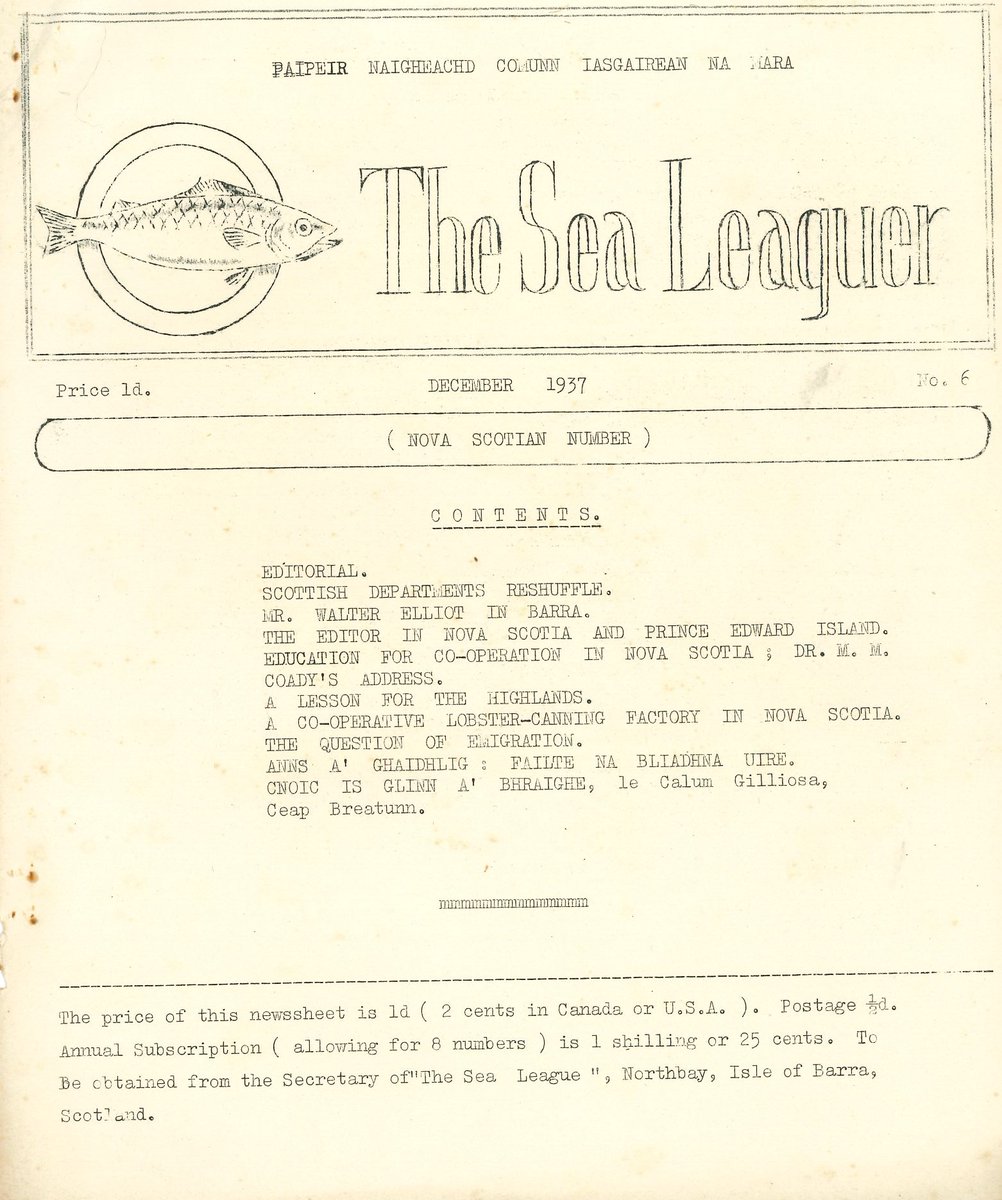 PAIPEIR NAIGHEACHD COMUNN IASGAIREAN NA MARA
The Sea Leaguer
Price 1d.
DECEMBER 1937
No. 6
( NOVA SCOTIAN NUMBER )
CONTENTS.
EDITORIAL.
SCOTTISH DEPARTMENTS RESHUFFLE.
MR. WALTER ELLIOT IN BARRA.
THE EDITOR IN NOVA SCOTIA AND PRINCE EDWARD ISLAND.
EDUCATION FOR CO-OPERATION IN NOVA SCOTIA ; DR. M. M.
COADY'S ADDRESS.
A LESSON FOR THE HIGHLANDS.
A CO-OPERATIVE LOBSTER-CANNING FACTORY IN NOVA SCOTIA.
THE QUESTION OF EMIGRATION.
ANNS A' GHAIDHLIG : FAILTE NA BLIADHNA UIRE.
CNOIC IS GLINN A' BHRAIGHE, le Calum Gilliosa,
Ceap Breatunn.
The price of this newssheet is 1d ( 2 cents in Canada or U.S.A. ). Postage ½d.
Annual Subscription ( allowing for 8 numbers ) is 1 shilling or 25 cents. To
Be obtained from the Secretary of"The Sea League ", Northbay, Isle of Barra,
Scotland.